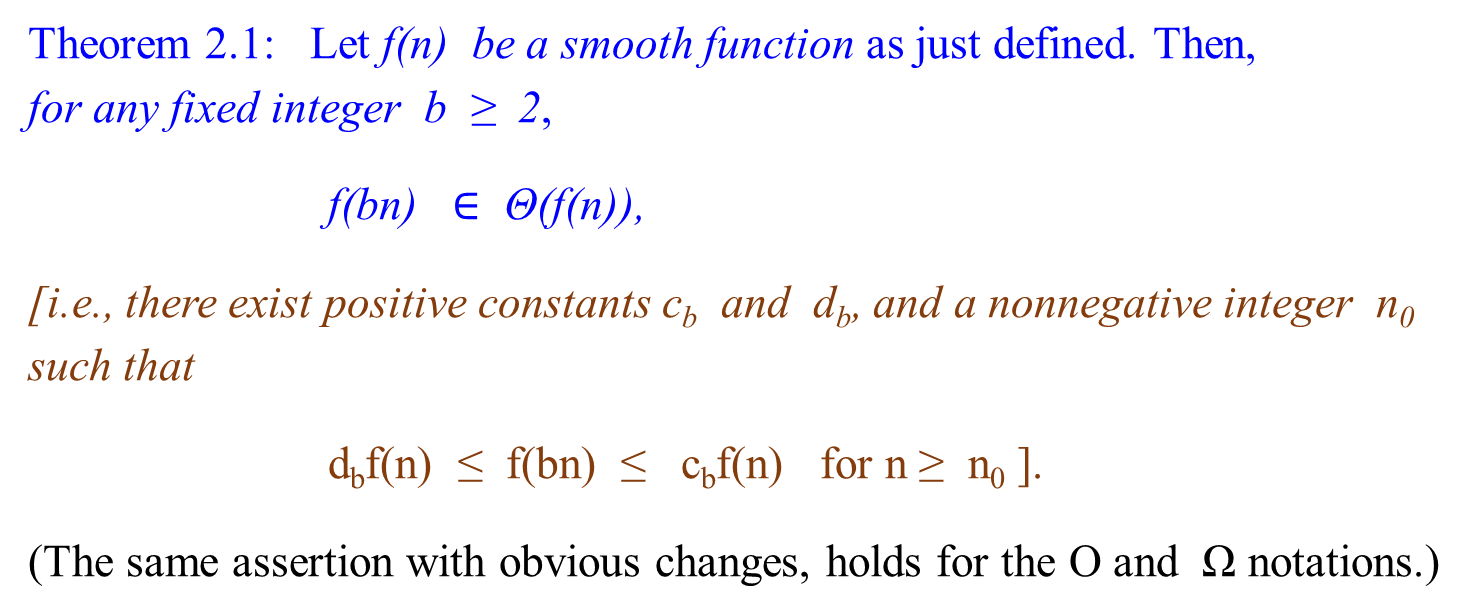 Theorem 2.1: Let f(n) be a smooth function as just defined. Then,
for any fixed integer b ≥ 2,
f(bn) ∈ Θ(f(n)),
[i.e., there exist positive constants c_b and d_b, and a nonnegative integer n_0
such that
d_bf(n) ≤ f(bn) ≤ c_bf(n) for n ≥ n_0 ].
(The same assertion with obvious changes, holds for the O and Ω notations.)